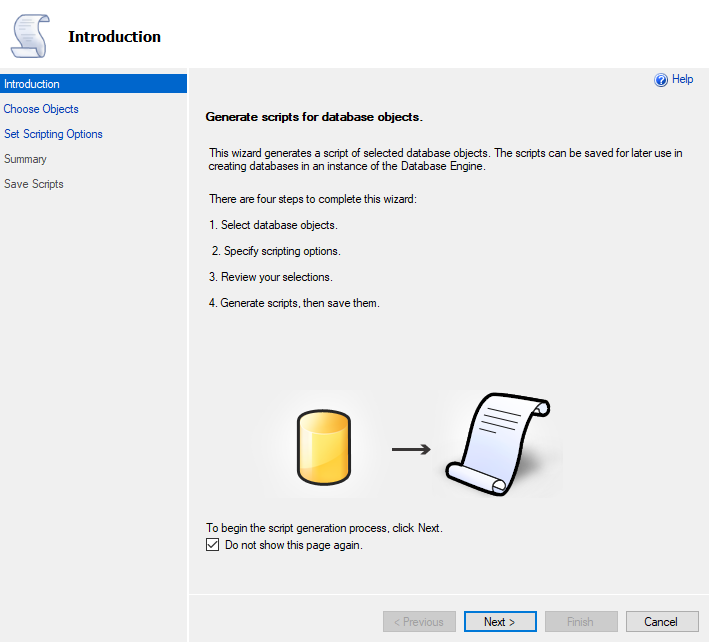 Introduction
Introduction
Choose Objects
Set Scripting Options
Summary
Save Scripts
Help
Generate scripts for database objects.
This wizard generates a script of selected database objects. The scripts can be saved for later use in
creating databases in an instance of the Database Engine.
There are four steps to complete this wizard:
1. Select database objects.
2. Specify scripting options.
3. Review your selections.
4. Generate scripts, then save them.
To begin the script generation process, click Next.
Do not show this page again.
< Previous
Next >
Finish
Cancel